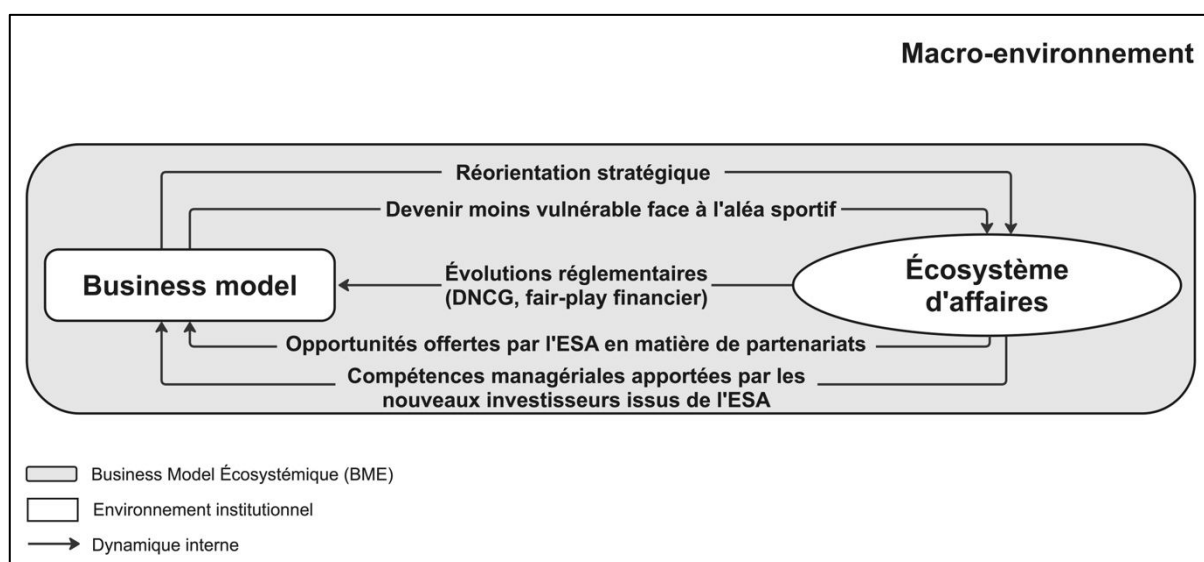 Macro-environnement
Réorientation stratégique
Devenir moins vulnérable face à l'aléa sportif
Business model
Évolutions réglementaires
(DNCG, fair-play financier)
Écosystème
d'affaires
Opportunités offertes par l'ESA en matière de partenariats
Compétences managériales apportées par les
nouveaux investisseurs issus de l'ESA
Business Model Écosystémique (BME)
Environnement institutionnel
Dynamique interne